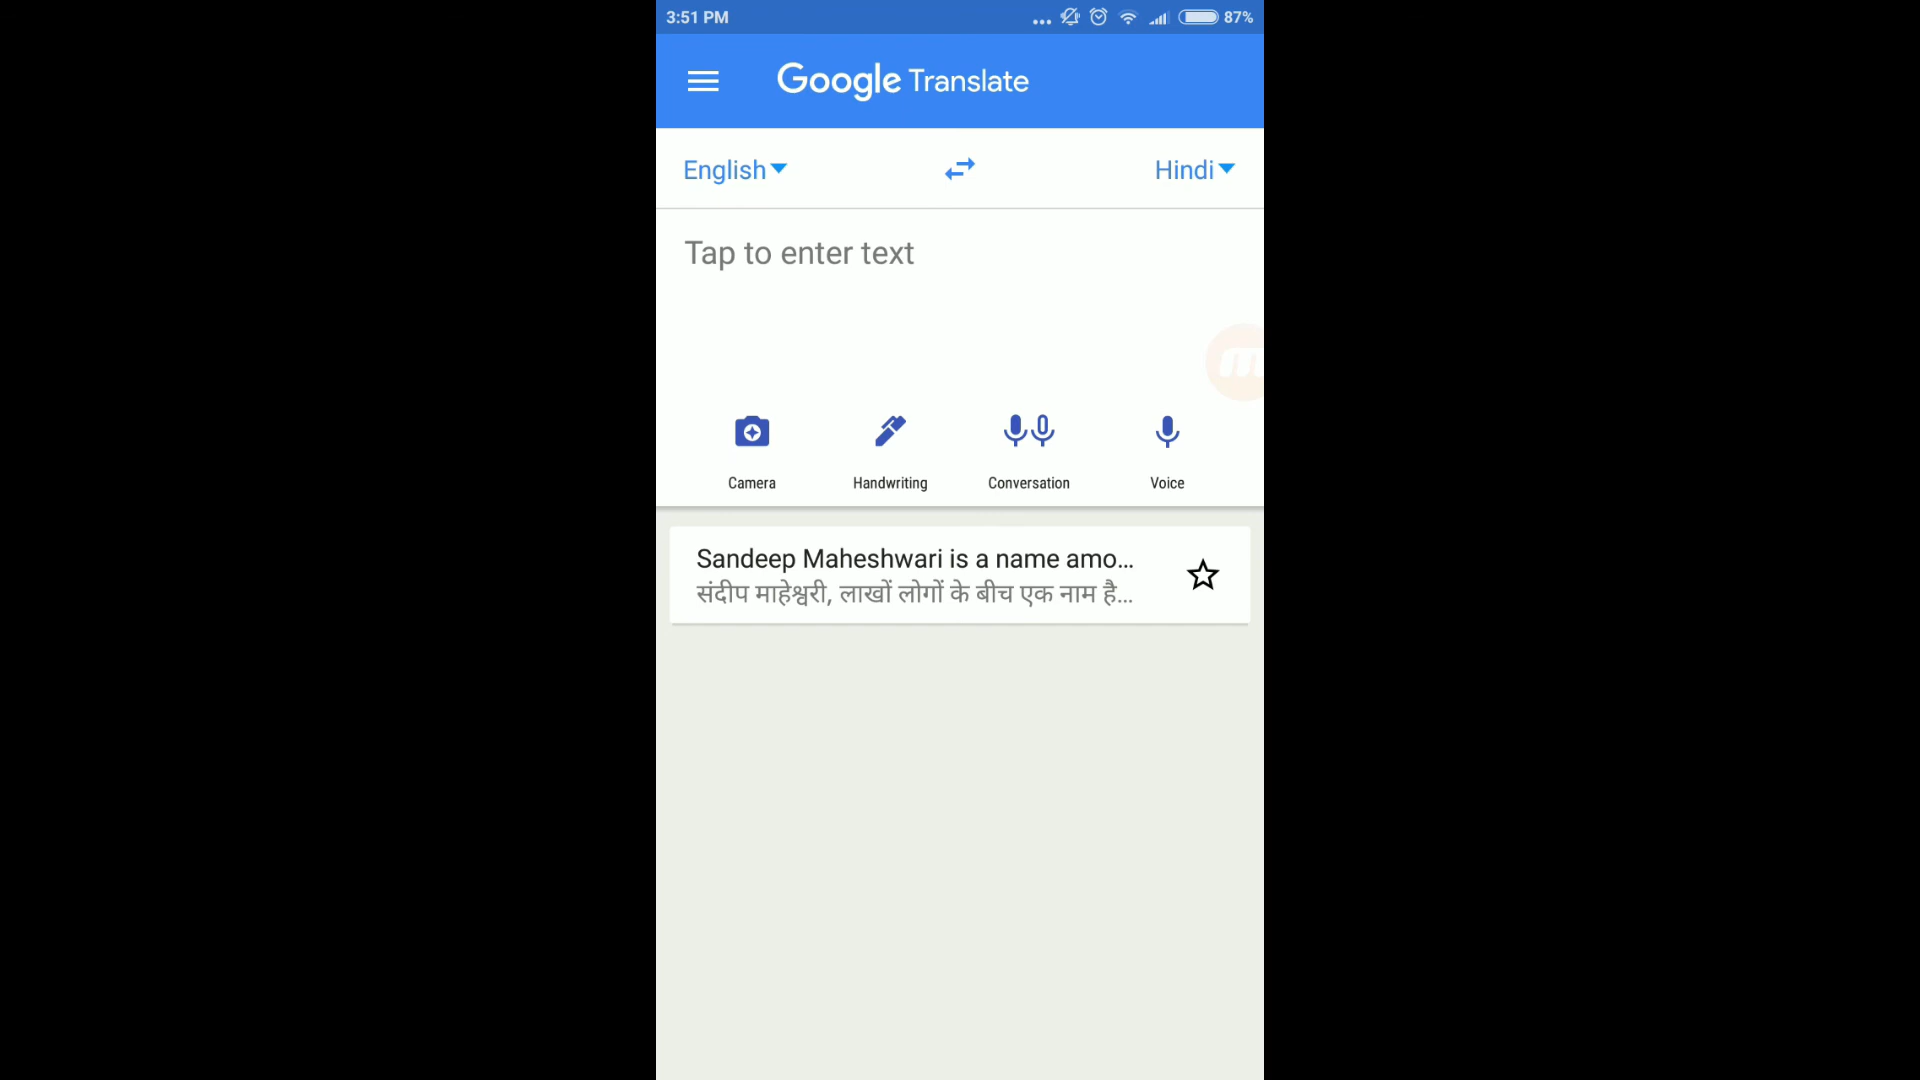 3:51 PM ... 87%
Google Translate
English Hindi
Tap to enter text
Camera Handwriting Conversation Voice
Sandeep Maheshwari is a name amo...
संदीप माहेश्वरी, लाखों लोगों के बीच एक नाम है...